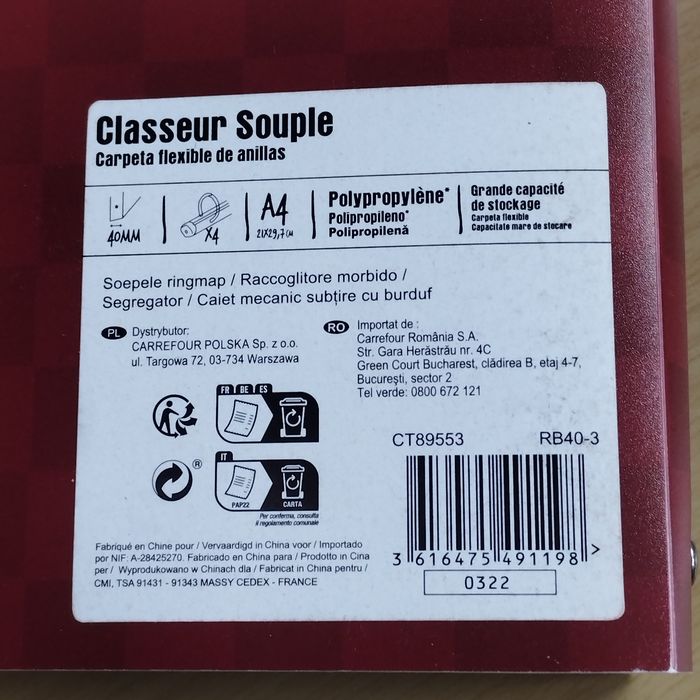 Classeur Souple
Carpeta flexible de anillas
40MM
X4
A4
21X29,7CM
Polypropylène*
Polipropileno*
Polipropilenă
Grande capacité
de stockage
Carpeta flexible
Capacitate mare de stocare
Soepele ringmap / Raccoglitore morbido /
Segregator / Caiet mecanic subțire cu burduf
PL Dystrybutor:
CARREFOUR POLSKA Sp. z o.o.
ul. Targowa 72, 03-734 Warszawa
RO Importat de :
Carrefour România S.A.
Str. Gara Herăstrău nr. 4C
Green Court Bucharest, clădirea B, etaj 4-7,
București, sector 2
Tel verde: 0800 672 121
FR BE ES
®
IT
PAP22
CARTA
Per conferma, consulta
il regolamento comunale
CT89553
RB40-3
3 616475 491198 >
0322
Fabriqué en Chine pour / Vervaardigd in China voor / Importado
por NIF: A-28425270. Fabricado en China para / Prodotto in Cina
per / Wyprodukowano w Chinach dla / Fabricat in China pentru /
CMI, TSA 91431 - 91343 MASSY CEDEX - FRANCE